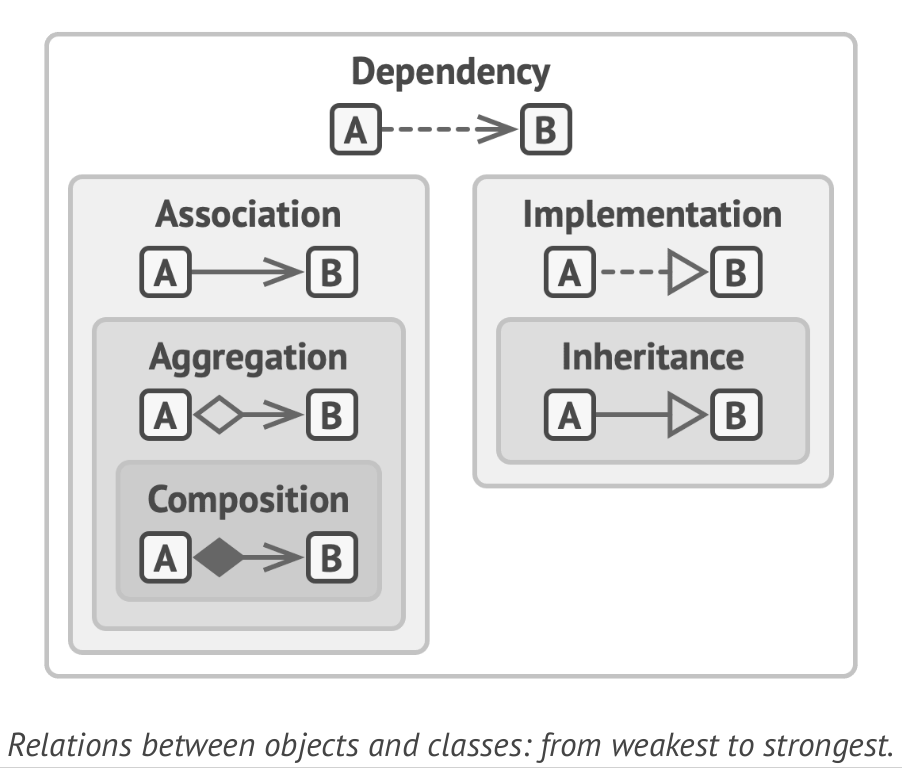 Dependency
A B
Association
A B
Implementation
A B
Aggregation
A B
Inheritance
A B
Composition
A B
Relations between objects and classes: from weakest to strongest.